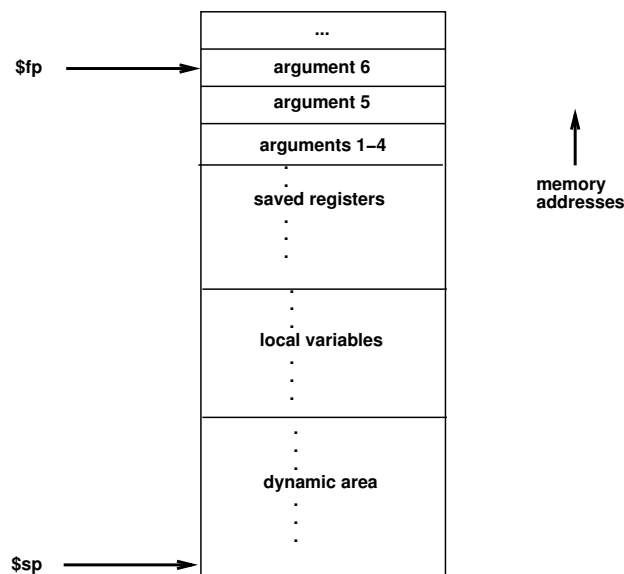 ...
$fp
argument 6
argument 5
arguments 1–4
saved registers
memory
addresses
local variables
dynamic area
$sp